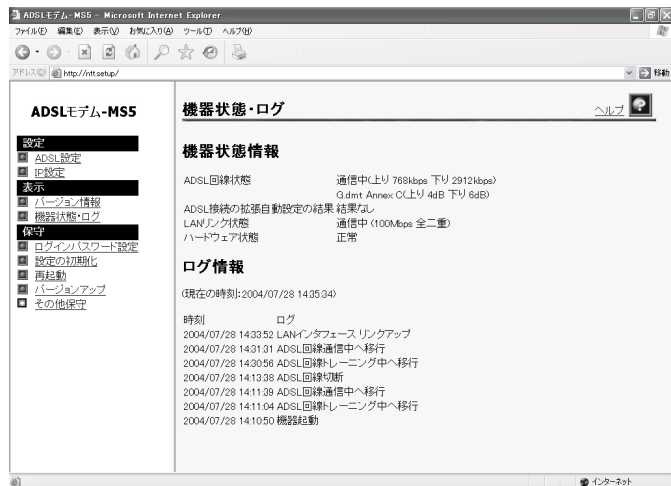 ADSLモデム-MS5 - Microsoft Internet Explorer
ファイル(F) 編集(E) 表示(V) お気に入り(A) ツール(T) ヘルプ(H)
アドレス(D) http://ntt.setup/ 移動
ADSLモデム-MS5
設定
ADSL設定
IP設定
表示
バージョン情報
機器状態・ログ
保守
ログインパスワード設定
設定の初期化
再起動
バージョンアップ
その他保守
機器状態・ログ
ヘルプ
機器状態情報
ADSL回線状態 通信中(上り 768kbps 下り 2912kbps)
G.dmt Annex C(上り 4dB 下り 6dB)
ADSL接続の拡張自動設定の結果 結果なし
LANリンク状態 通信中 (100Mbps 全二重)
ハードウェア状態 正常
ログ情報
(現在の時刻:2004/07/28 14:35:34)
時刻 ログ
2004/07/28 14:33:52 LANインタフェース リンクアップ
2004/07/28 14:31:31 ADSL回線通信中へ移行
2004/07/28 14:30:56 ADSL回線トレーニング中へ移行
2004/07/28 14:13:38 ADSL回線切断
2004/07/28 14:11:39 ADSL回線通信中へ移行
2004/07/28 14:11:04 ADSL回線トレーニング中へ移行
2004/07/28 14:10:50 機器起動
インターネット